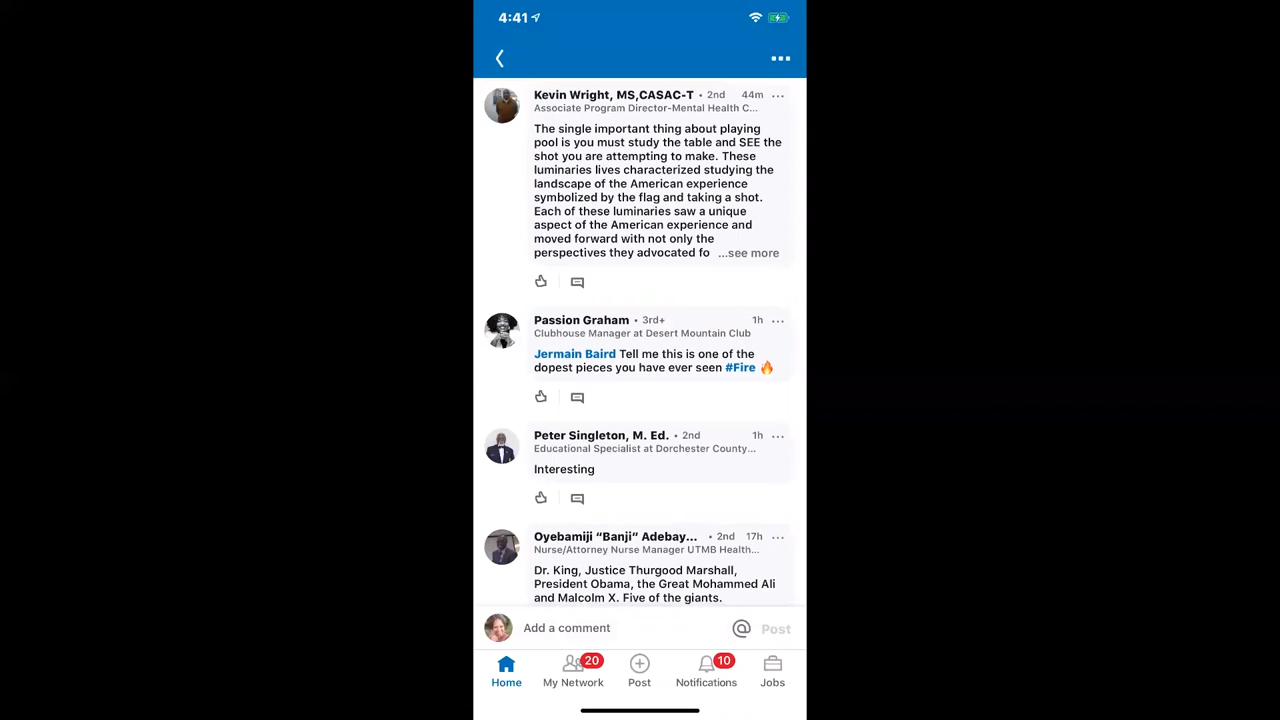 4:41
Kevin Wright, MS,CASAC-T • 2nd 44m ...
Associate Program Director-Mental Health C...
The single important thing about playing
pool is you must study the table and SEE the
shot you are attempting to make. These
luminaries lives characterized studying the
landscape of the American experience
symbolized by the flag and taking a shot.
Each of these luminaries saw a unique
aspect of the American experience and
moved forward with not only the
perspectives they advocated fo ...see more
Passion Graham • 3rd+ 1h ...
Clubhouse Manager at Desert Mountain Club
Jermain Baird Tell me this is one of the
dopest pieces you have ever seen #Fire 🔥
Peter Singleton, M. Ed. • 2nd 1h ...
Educational Specialist at Dorchester County...
Interesting
Oyebamiji “Banji” Adebay... • 2nd 17h ...
Nurse/Attorney Nurse Manager UTMB Health...
Dr. King, Justice Thurgood Marshall,
President Obama, the Great Mohammed Ali
and Malcolm X. Five of the giants.
Add a comment @ Post
20 10
Home My Network Post Notifications Jobs